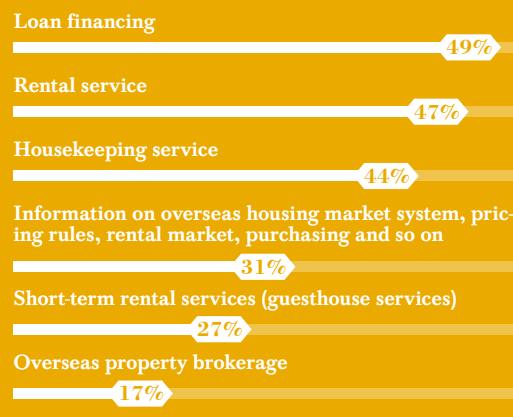 Loan financing
49%
Rental service
47%
Housekeeping service
44%
Information on overseas housing market system, pric-
ing rules, rental market, purchasing and so on
31%
Short-term rental services (guesthouse services)
27%
Overseas property brokerage
17%